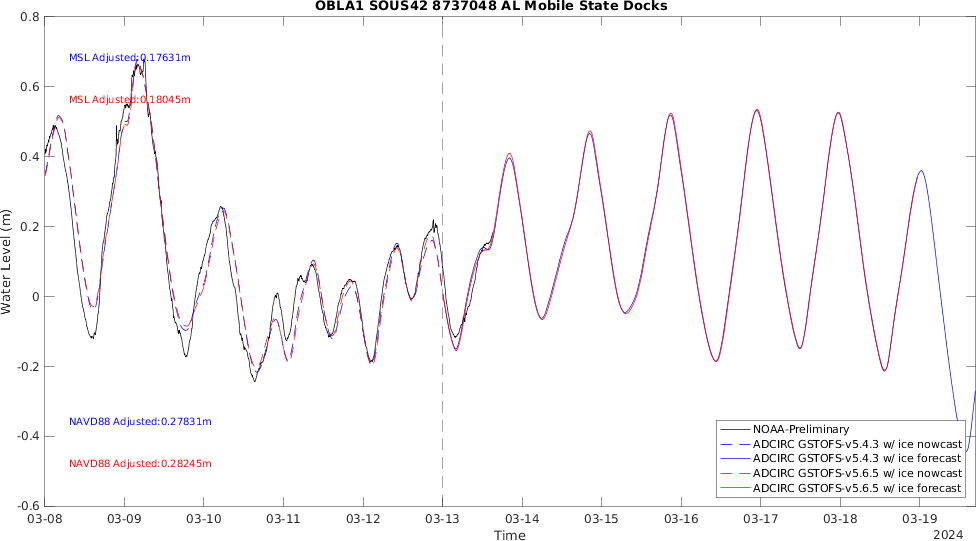 OBLA1 SOUS42 8737048 AL Mobile State Docks
0.8
MSL Adjusted:0.17631m
0.6
MSL Adjusted:0.18045m
0.4
0.2
Water Level (m)
0
-0.2
NAVD88 Adjusted:0.27831m
-0.4
NAVD88 Adjusted:0.28245m
-0.6
NOAA-Preliminary
ADCIRC GSTOFS-v5.4.3 w/ ice nowcast
ADCIRC GSTOFS-v5.4.3 w/ ice forecast
ADCIRC GSTOFS-v5.6.5 w/ ice nowcast
ADCIRC GSTOFS-v5.6.5 w/ ice forecast
03-08 03-09 03-10 03-11 03-12 03-13 03-14 03-15 03-16 03-17 03-18 03-19
Time
2024